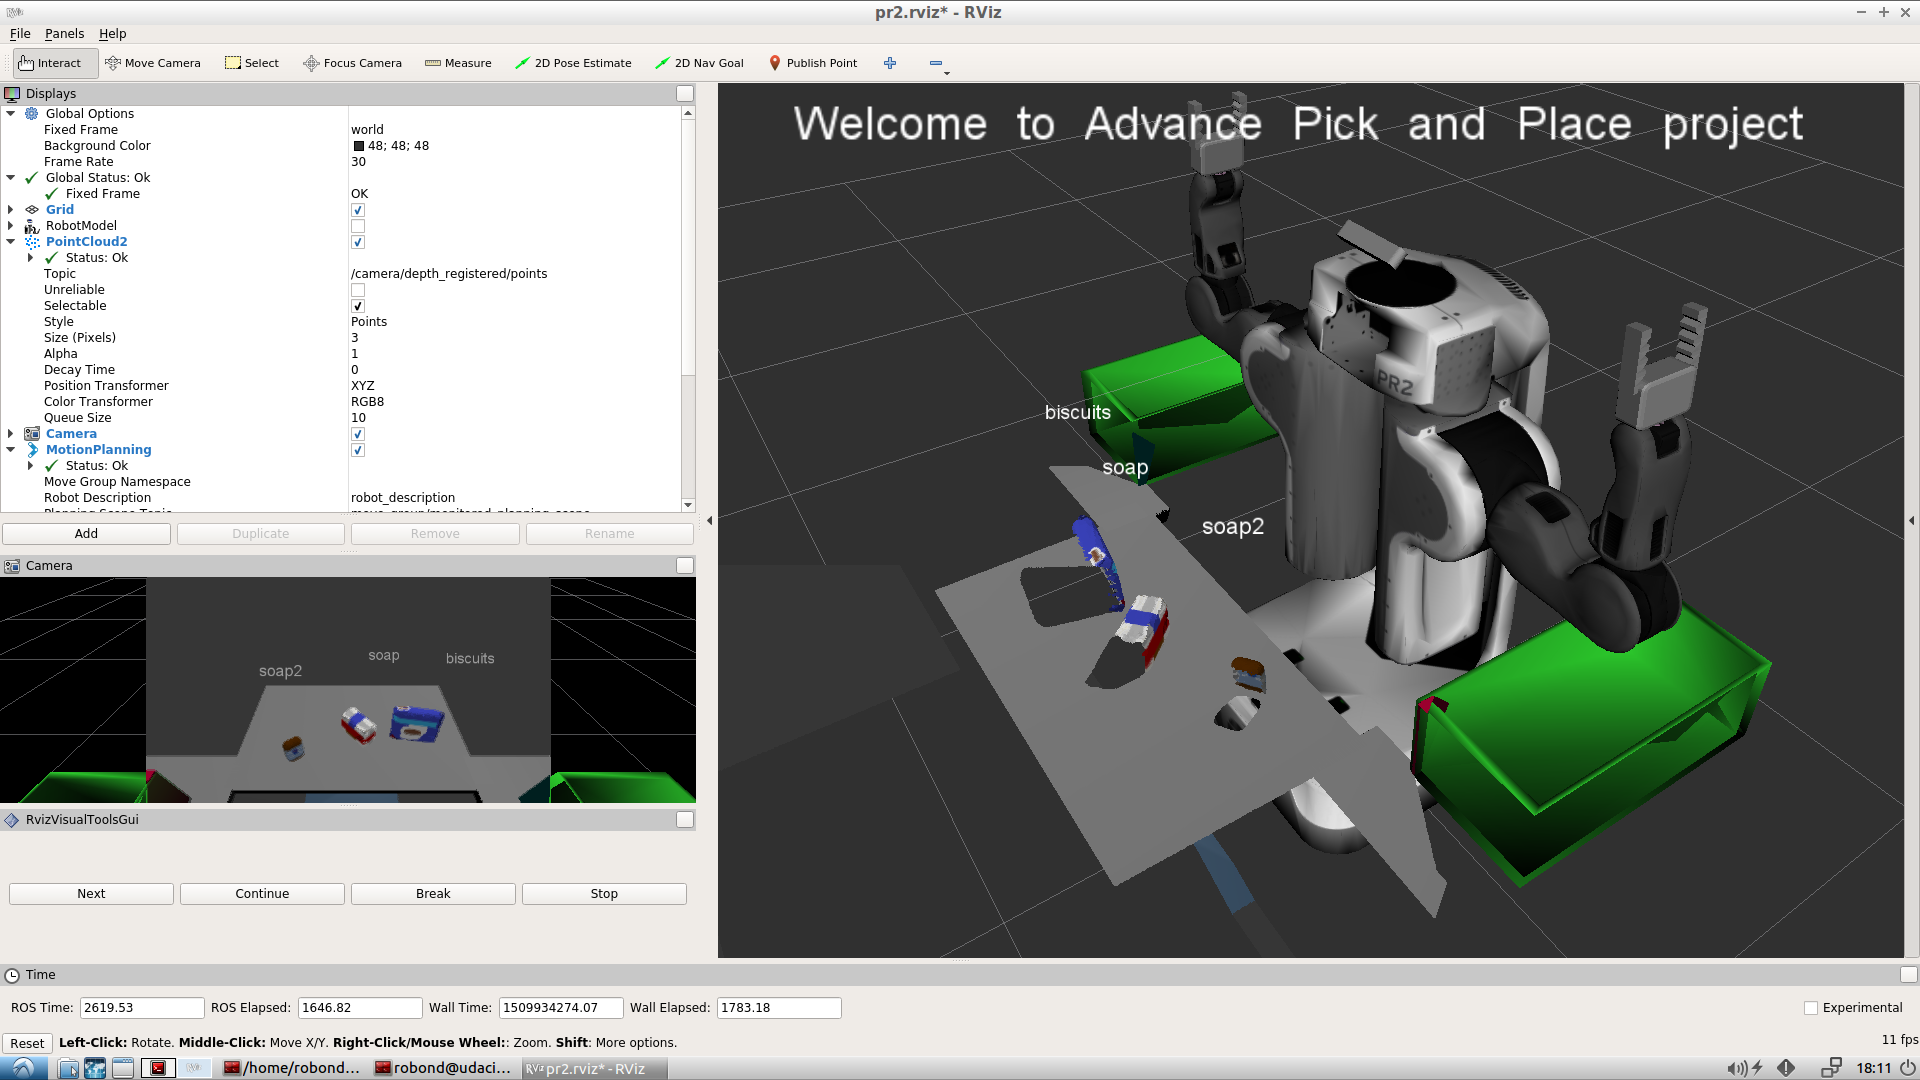 pr2.rviz* - RViz
File Panels Help
Interact Move Camera Select Focus Camera Measure 2D Pose Estimate 2D Nav Goal Publish Point
Displays
Global Options
Fixed Frame world
Background Color 48; 48; 48
Frame Rate 30
Global Status: Ok
Fixed Frame OK
Grid
RobotModel
PointCloud2
Status: Ok
Topic /camera/depth_registered/points
Unreliable
Selectable
Style Points
Size (Pixels) 3
Alpha 1
Decay Time 0
Position Transformer XYZ
Color Transformer RGB8
Queue Size 10
Camera
MotionPlanning
Status: Ok
Move Group Namespace
Robot Description robot_description
Add Duplicate Remove Rename
Camera
soap2 soap biscuits
RvizVisualToolsGui
Next Continue Break Stop
Welcome to Advance Pick and Place project
PR2
biscuits
soap
soap2
Time
ROS Time: 2619.53 ROS Elapsed: 1646.82 Wall Time: 1509934274.07 Wall Elapsed: 1783.18 Experimental
Reset Left-Click: Rotate. Middle-Click: Move X/Y. Right-Click/Mouse Wheel:: Zoom. Shift: More options. 11 fps
/home/robond... robond@udaci... pr2.rviz* - RViz 18:11